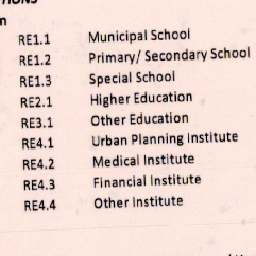 RE1.1 Municipal School
RE1.2 Primary/ Secondary School
RE1.3 Special School
RE2.1 Higher Education
RE3.1 Other Education
RE4.1 Urban Planning Institute
RE4.2 Medical Institute
RE4.3 Financial Institute
RE4.4 Other Institute